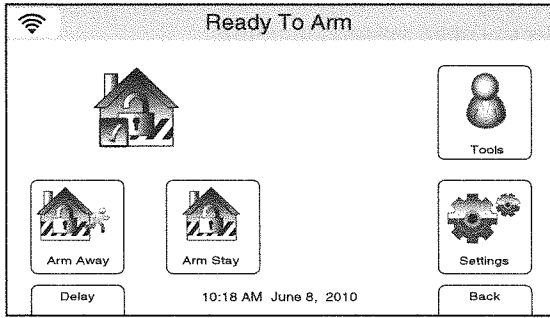 Ready To Arm
Tools
Arm Away Arm Stay Settings
Delay 10:18 AM June 8, 2010 Back